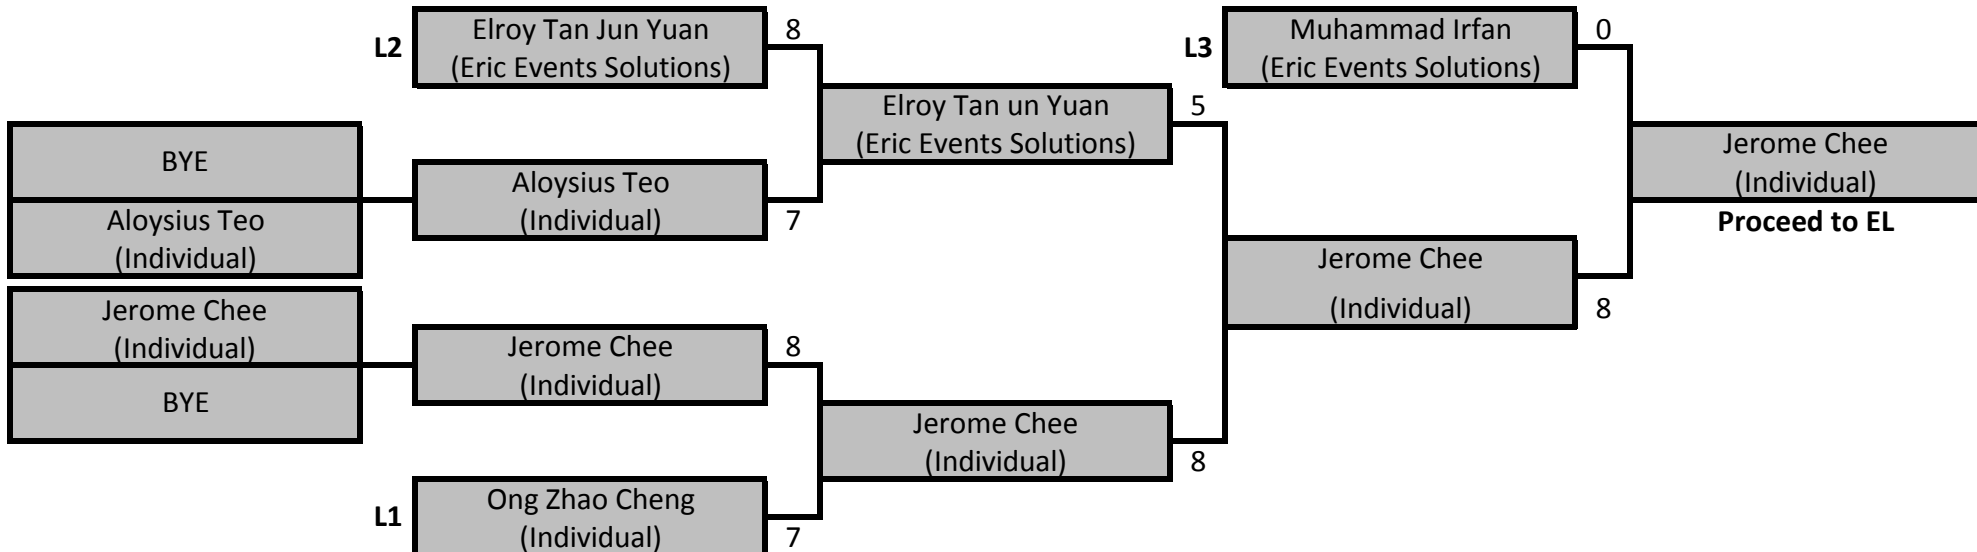 L2
Elroy Tan Jun Yuan
(Eric Events Solutions)
8
L3
Muhammad Irfan
(Eric Events Solutions)
0
Elroy Tan un Yuan
(Eric Events Solutions)
5
BYE
Aloysius Teo
(Individual)
Aloysius Teo
(Individual)
7
Jerome Chee
(Individual)
Proceed to EL
Jerome Chee
(Individual)
8
Jerome Chee
(Individual)
BYE
Jerome Chee
(Individual)
8
Jerome Chee
(Individual)
8
L1
Ong Zhao Cheng
(Individual)
7